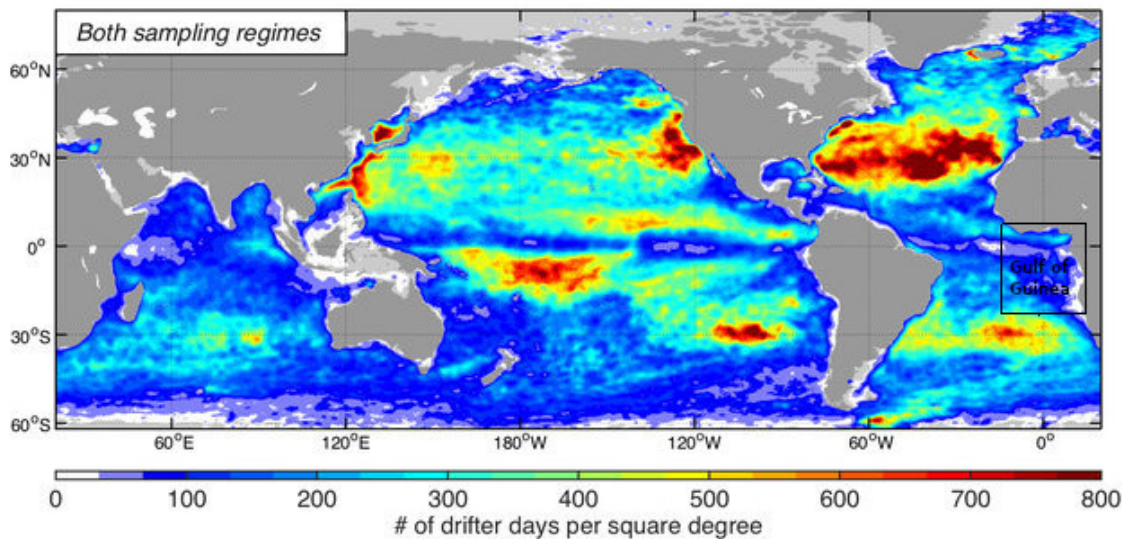 Both sampling regimes
60°N
30°N
0°
30°S
60°S
Gulf of
Guinea
60°E 120°E 180°W 120°W 60°W 0°
0 100 200 300 400 500 600 700 800
# of drifter days per square degree